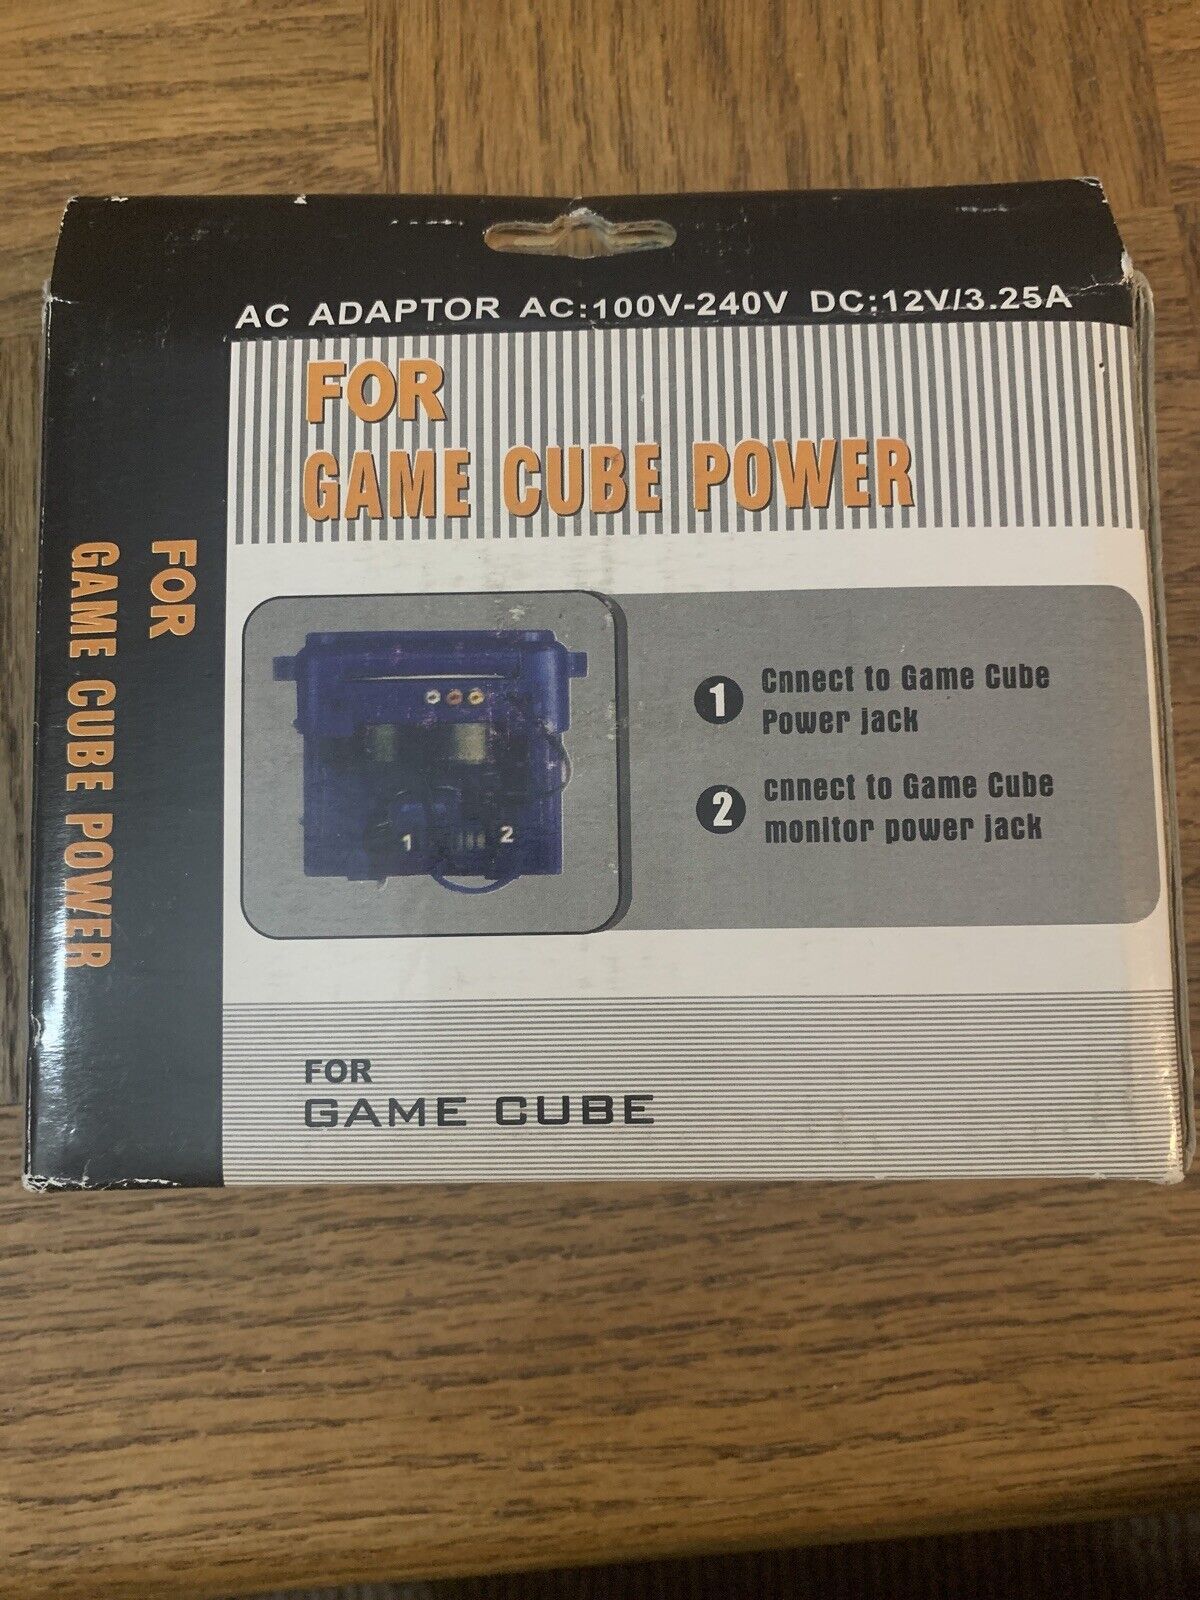 AC ADAPTOR AC:100V-240V DC:12V/3.25A
FOR
GAME CUBE POWER
FOR
GAME CUBE POWER
1 2
1 Cnnect to Game Cube
Power jack
2 cnnect to Game Cube
monitor power jack
FOR
GAME CUBE